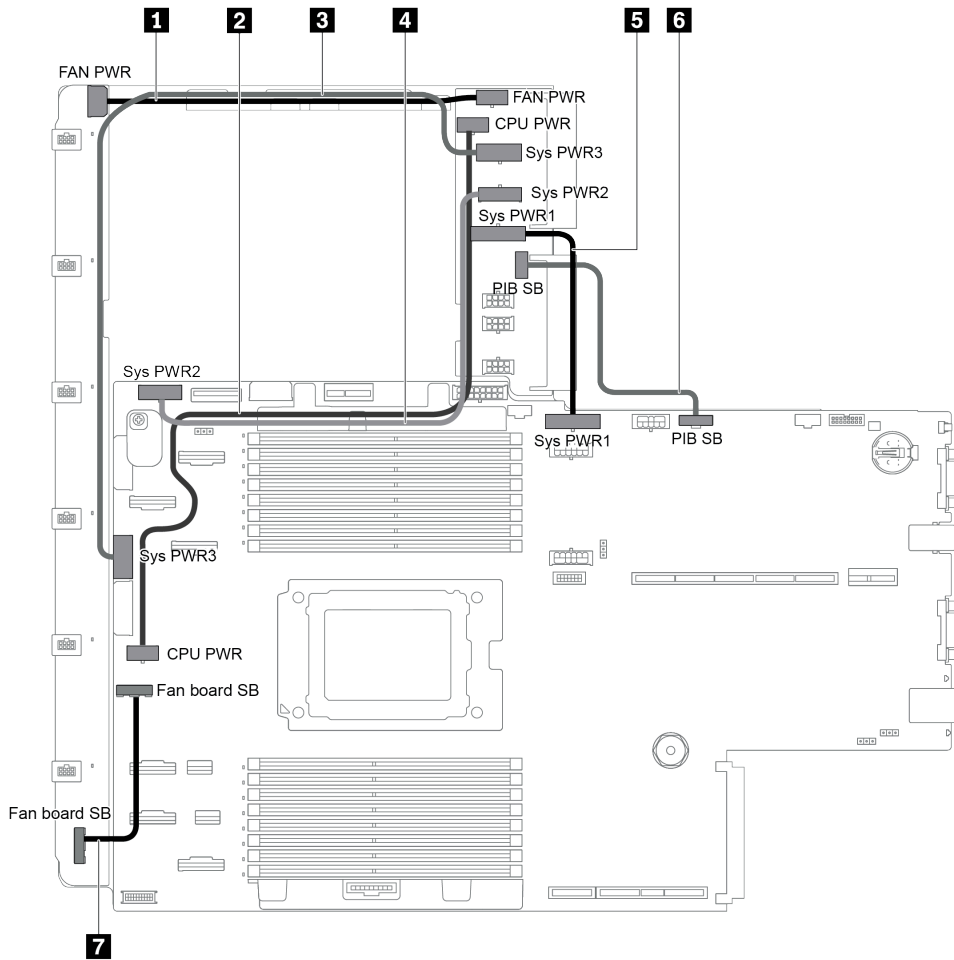 1
2
3
4
5
6
FAN PWR
FAN PWR
CPU PWR
Sys PWR3
Sys PWR2
Sys PWR1
PIB SB
Sys PWR2
Sys PWR1
PIB SB
Sys PWR3
CPU PWR
Fan board SB
Fan board SB
7